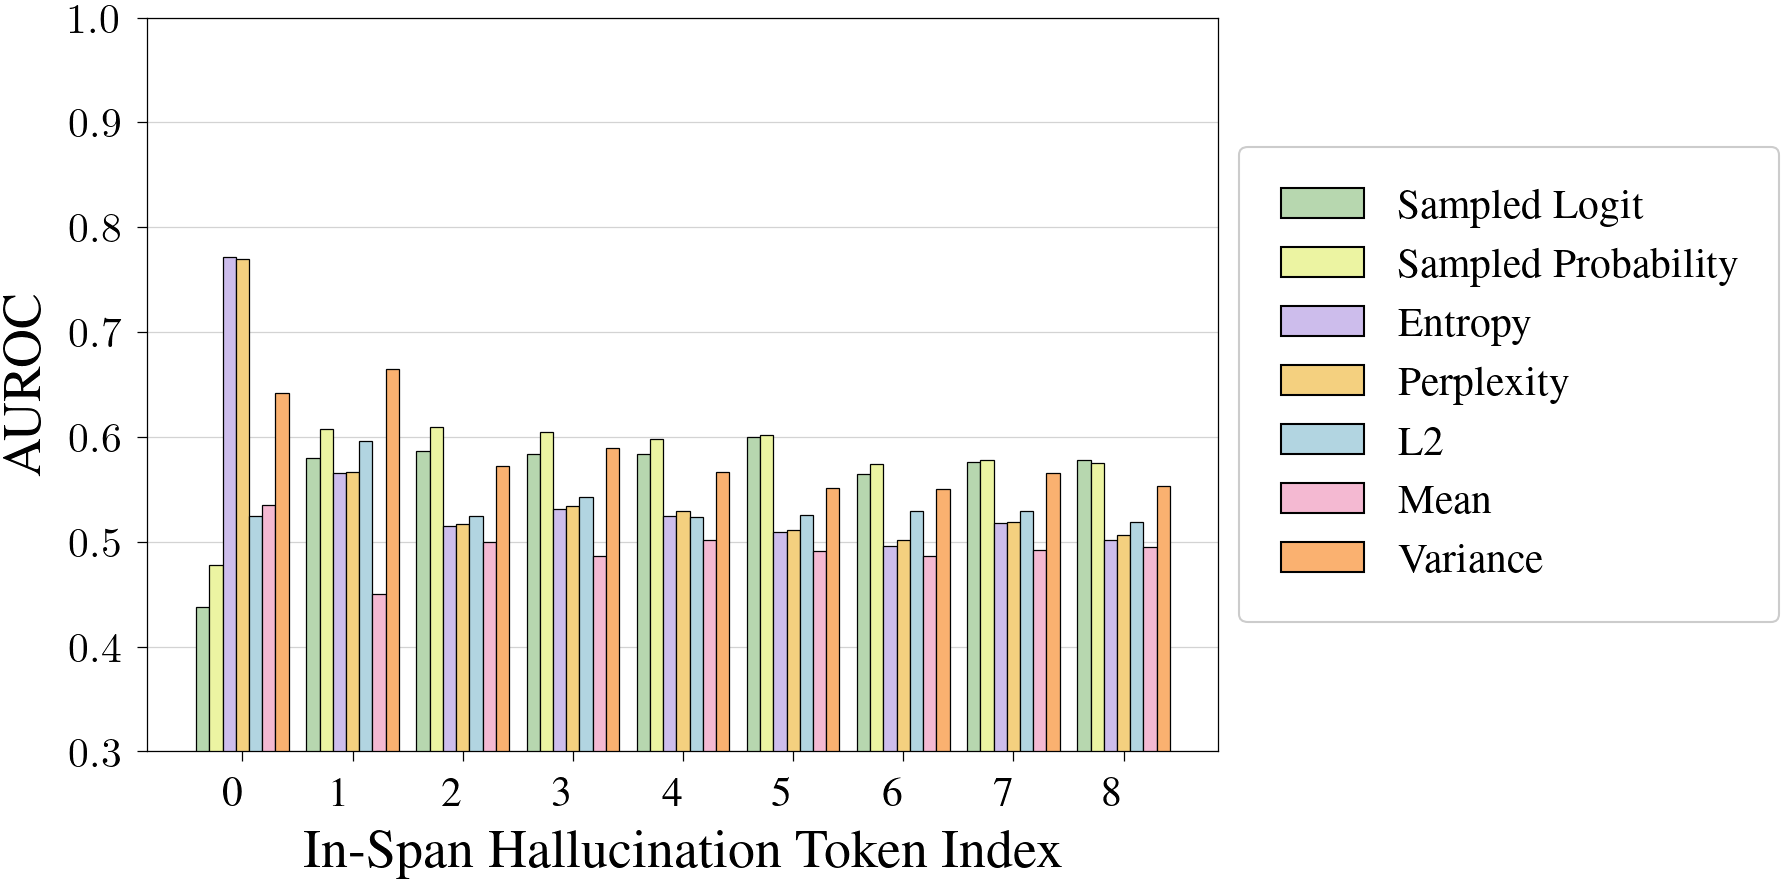 AUROC
1.0
0.9
0.8
0.7
0.6
0.5
0.4
0.3
0 1 2 3 4 5 6 7 8
In-Span Hallucination Token Index
Sampled Logit
Sampled Probability
Entropy
Perplexity
L2
Mean
Variance